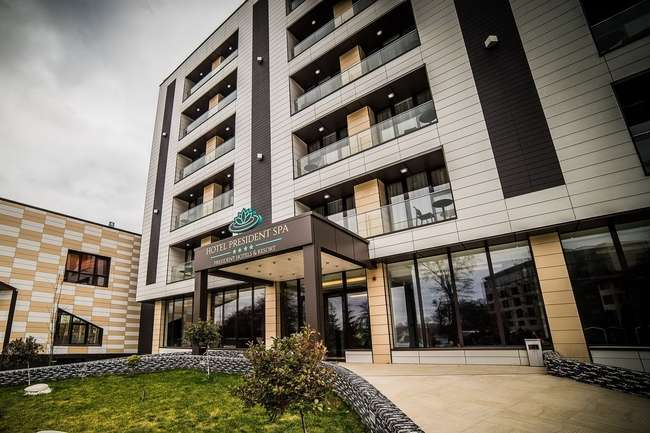 HOTEL PRESIDENT SPA
★★★★
PRESIDENT HOTELS & RESORT